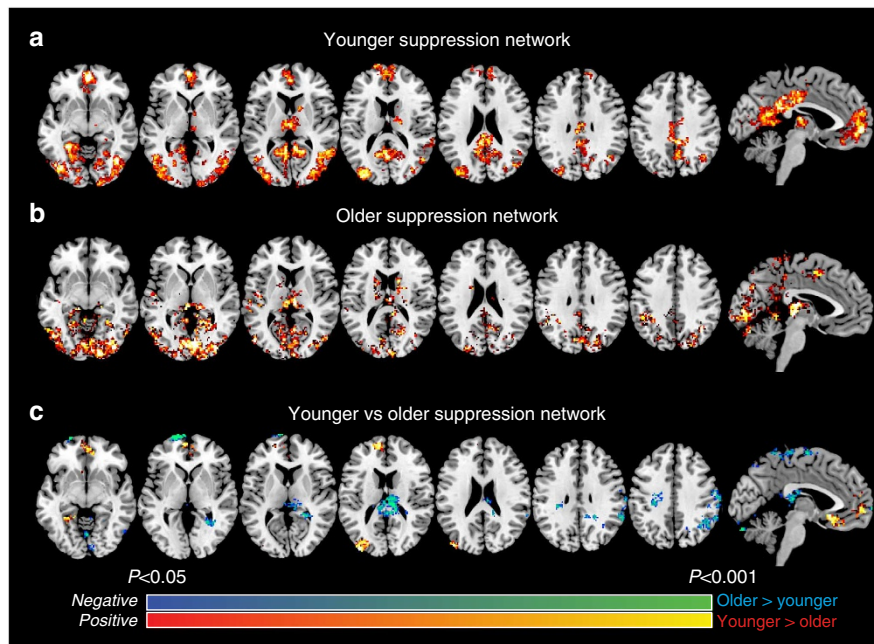 a
Younger suppression network
b
Older suppression network
c
Younger vs older suppression network
P<0.05 P<0.001
Negative Older > younger
Positive Younger > older